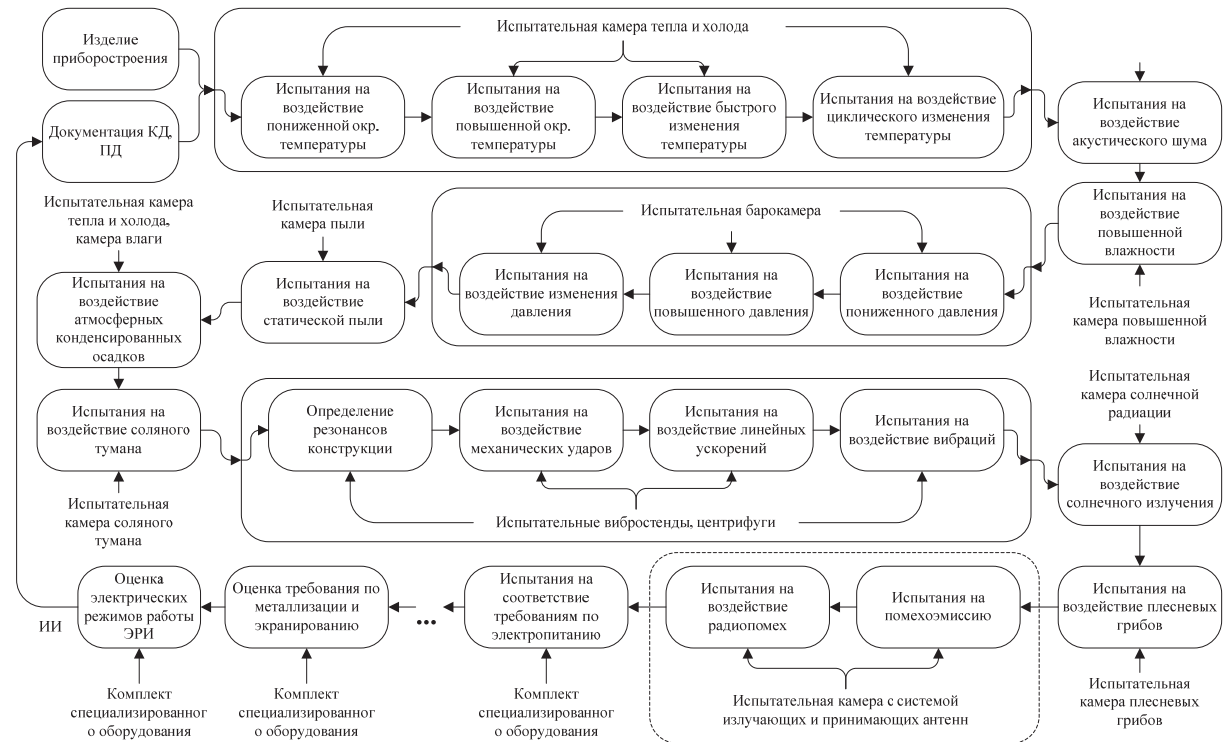 Изделие
приборостроения
Документация КД,
ПД
Испытательная камера тепла и холода
Испытания на
воздействие
пониженной окр.
температуры
Испытания на
воздействие
повышенной окр.
температуры
Испытания на
воздействие быстрого
изменения
температуры
Испытания на воздействие
циклического изменения
температуры
Испытания на
воздействие
акустического шума
Испытания на
воздействие
повышенной
влажности
Испытательная
камера повышенной
влажности
Испытательная барокамера
Испытания на
воздействие
пониженного давления
Испытания на
воздействие
повышенного давления
Испытания на
воздействие изменения
давления
Испытательная
камера пыли
Испытания на
воздействие
статической пыли
Испытательная камера
тепла и холода,
камера влаги
Испытания на
воздействие
атмосферных
конденсированных
осадков
Испытания на
воздействие соляного
тумана
Испытательная
камера соляного
тумана
Определение
резонансов
конструкции
Испытания на
воздействие
механических ударов
Испытания на
воздействие линейных
ускорений
Испытания на
воздействие вибраций
Испытательные вибростенды, центрифуги
Испытательная
камера солнечной
радиации
Испытания на
воздействие
солнечного излучения
Испытания на
воздействие плесневых
грибов
Испытательная
камера плесневых
грибов
Испытания на
помехоэмиссию
Испытания на
воздействие
радиопомех
Испытательная камера с системой
излучающих и принимающих антенн
Испытания на
соответствие
требованиям по
электропитанию
Комплект
специализированног
о оборудования
...
Оценка требования по
металлизации и
экранированию
Комплект
специализированног
о оборудования
Оценка
электрических
режимов работы
ЭРИ
Комплект
специализированног
о оборудования
ИИ